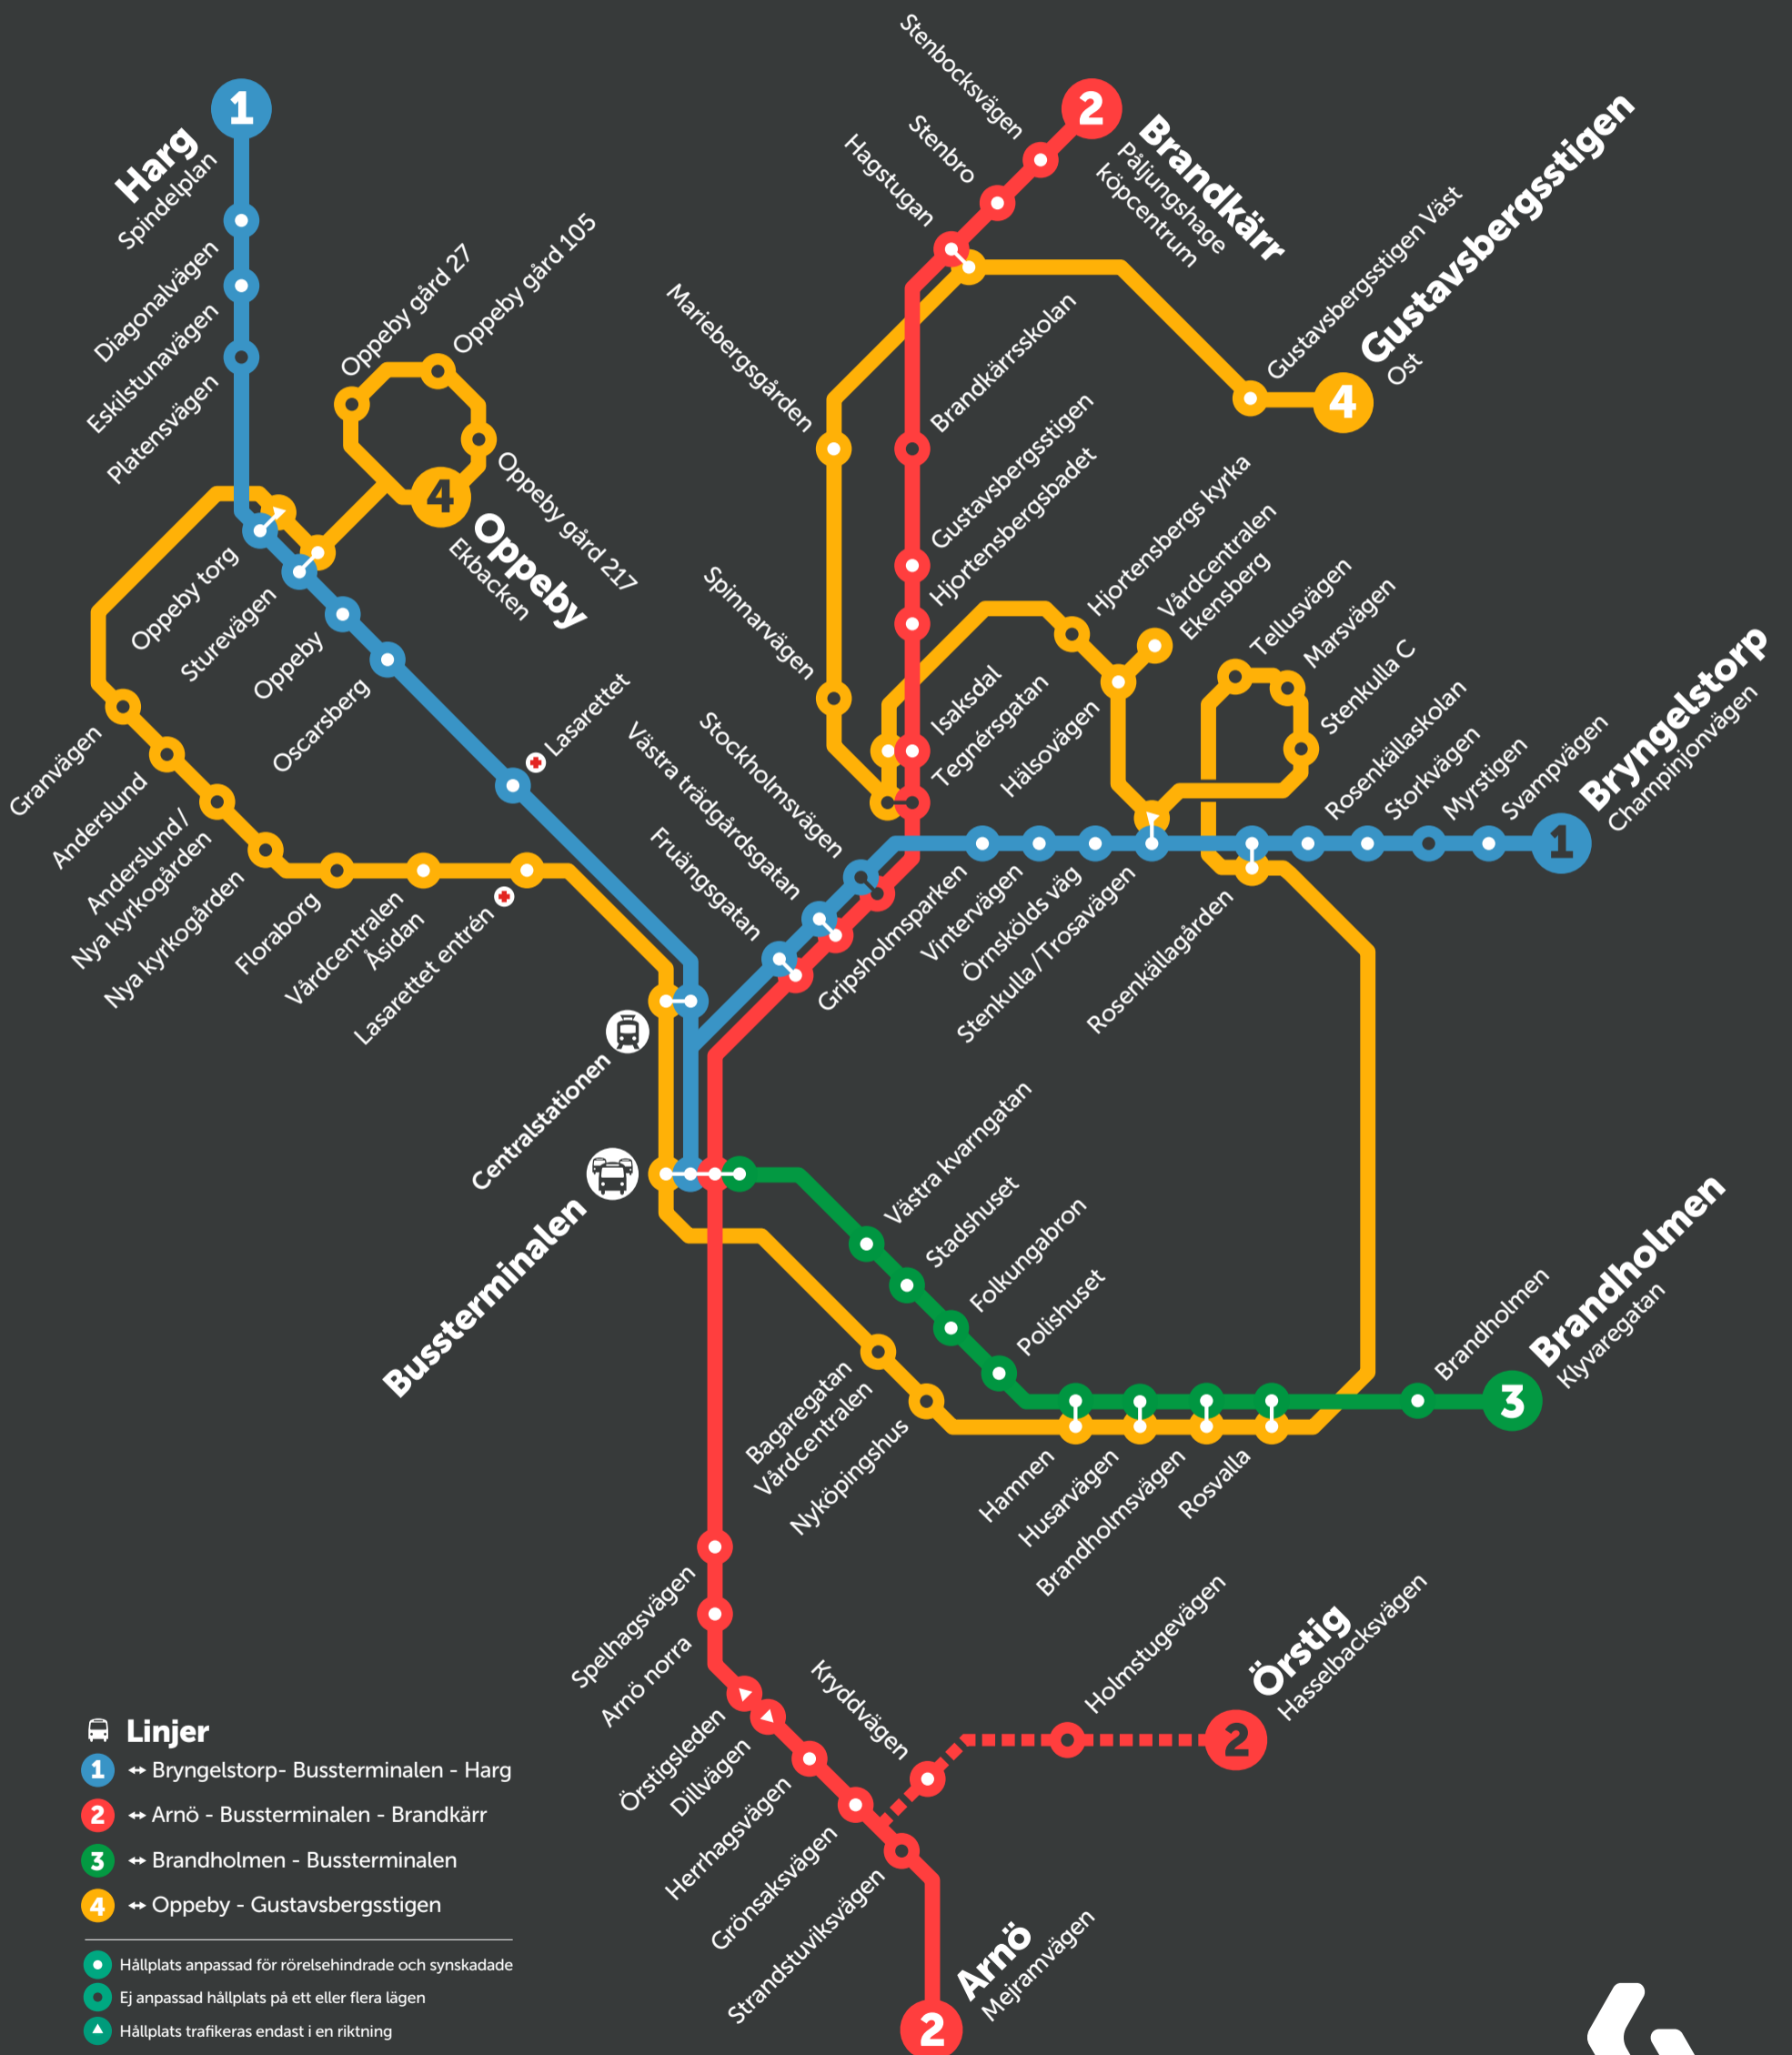 1
Harg
Spindelplan
Diagonalvägen
Eskilstunavägen
Platensvägen
Oppeby torg
Sturevägen
Oppeby
Oscarsberg
Lasarettet
Oppeby gård 27
Oppeby gård 105
Oppeby gård 217
4
Oppeby
Ekbacken
Granvägen
Anderslund
Anderslund /
Nya kyrkogården
Nya kyrkogården
Floraborg
Vårdcentralen
Åsidan
Lasarettet entrén
Centralstationen
Bussterminalen
2
Brandkärr
Påljungshage
köpcentrum
Stenbocksvägen
Stenbro
Hagstugan
Mariebergsgården
Brandkärrsskolan
Gustavsbergsstigen
Hjortensbergsbadet
Spinnarvägen
Isaksdal
Tegnérsgatan
Stockholmsvägen
Västra trädgårdsgatan
Fruängsgatan
Gustavsbergsstigen Väst
4
Gustavsbergsstigen
Ost
Hjortensbergs kyrka
Vårdcentralen
Ekensberg
Hälsovägen
Tellusvägen
Marsvägen
Stenkulla C
Gripsholmsparken
Vintervägen
Örnskölds väg
Stenkulla / Trosavägen
Rosenkällagården
Rosenkällaskolan
Storkvägen
Myrstigen
Svampvägen
1
Bryngelstorp
Champinjonvägen
Västra kvarngatan
Stadshuset
Folkungabron
Polishuset
Bagaregatan
Vårdcentralen
Nyköpingshus
Hamnen
Husarvägen
Brandholmsvägen
Rosvalla
Brandholmen
3
Brandholmen
Klyvaregatan
Spelhagsvägen
Arnö norra
Örstigsleden
Dillvägen
Herrhagsvägen
Grönsaksvägen
Strandstuviksvägen
Kryddvägen
Holmstugevägen
2
Örstig
Hasselbacksvägen
2
Arnö
Mejramvägen
Linjer
1 ↔ Bryngelstorp- Bussterminalen - Harg
2 ↔ Arnö - Bussterminalen - Brandkärr
3 ↔ Brandholmen - Bussterminalen
4 ↔ Oppeby - Gustavsbergsstigen
Hållplats anpassad för rörelsehindrade och synskadade
Ej anpassad hållplats på ett eller flera lägen
Hållplats trafikeras endast i en riktning